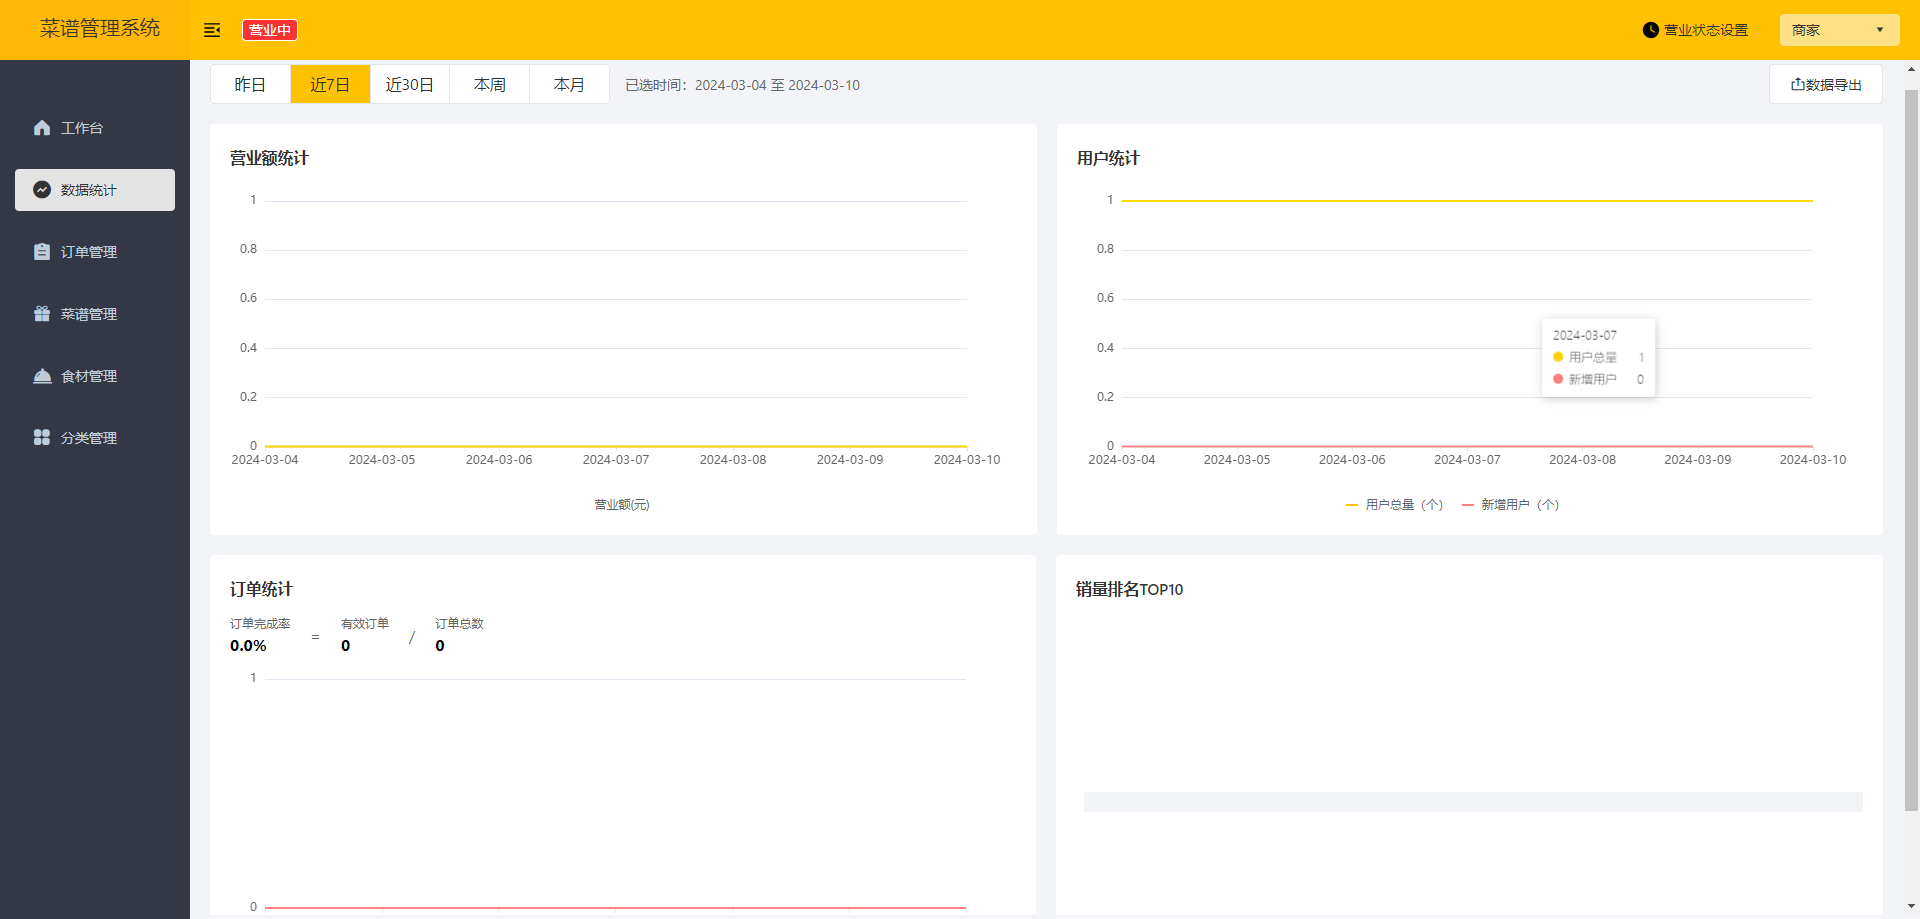 菜谱管理系统
营业中
营业状态设置
商家
工作台
数据统计
订单管理
菜谱管理
食材管理
分类管理
昨日 近7日 近30日 本周 本月 已选时间：2024-03-04 至 2024-03-10 数据导出
营业额统计
1
0.8
0.6
0.4
0.2
0
2024-03-04 2024-03-05 2024-03-06 2024-03-07 2024-03-08 2024-03-09 2024-03-10
营业额(元)
用户统计
1
0.8
0.6
0.4
0.2
0
2024-03-07
用户总量 1
新增用户 0
2024-03-04 2024-03-05 2024-03-06 2024-03-07 2024-03-08 2024-03-09 2024-03-10
用户总量（个） 新增用户（个）
订单统计
订单完成率 有效订单 订单总数
0.0% = 0 / 0
1
0
销量排名TOP10